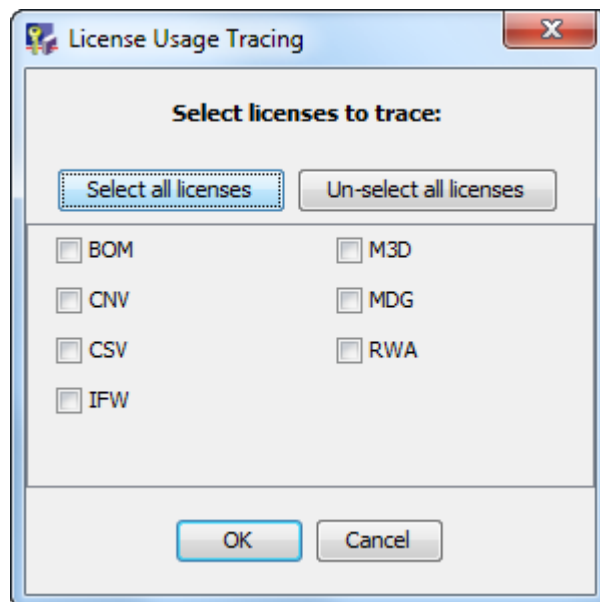 License Usage Tracing
Select licenses to trace:
Select all licenses Un-select all licenses
BOM M3D
CNV MDG
CSV RWA
IFW
OK Cancel